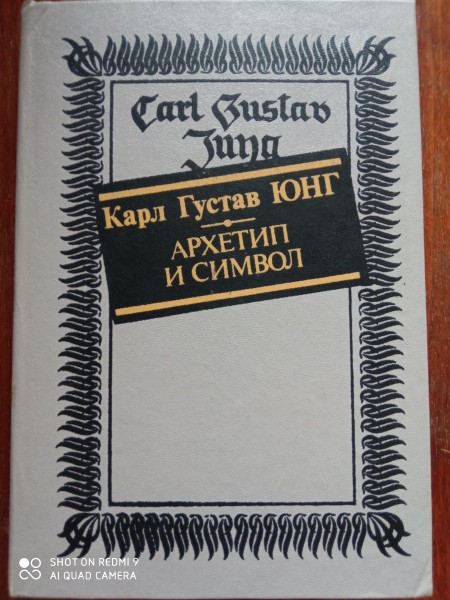 Carl Gustav
Jung
Карл Густав ЮНГ
АРХЕТИП
И СИМВОЛ
SHOT ON REDMI 9
AI QUAD CAMERA